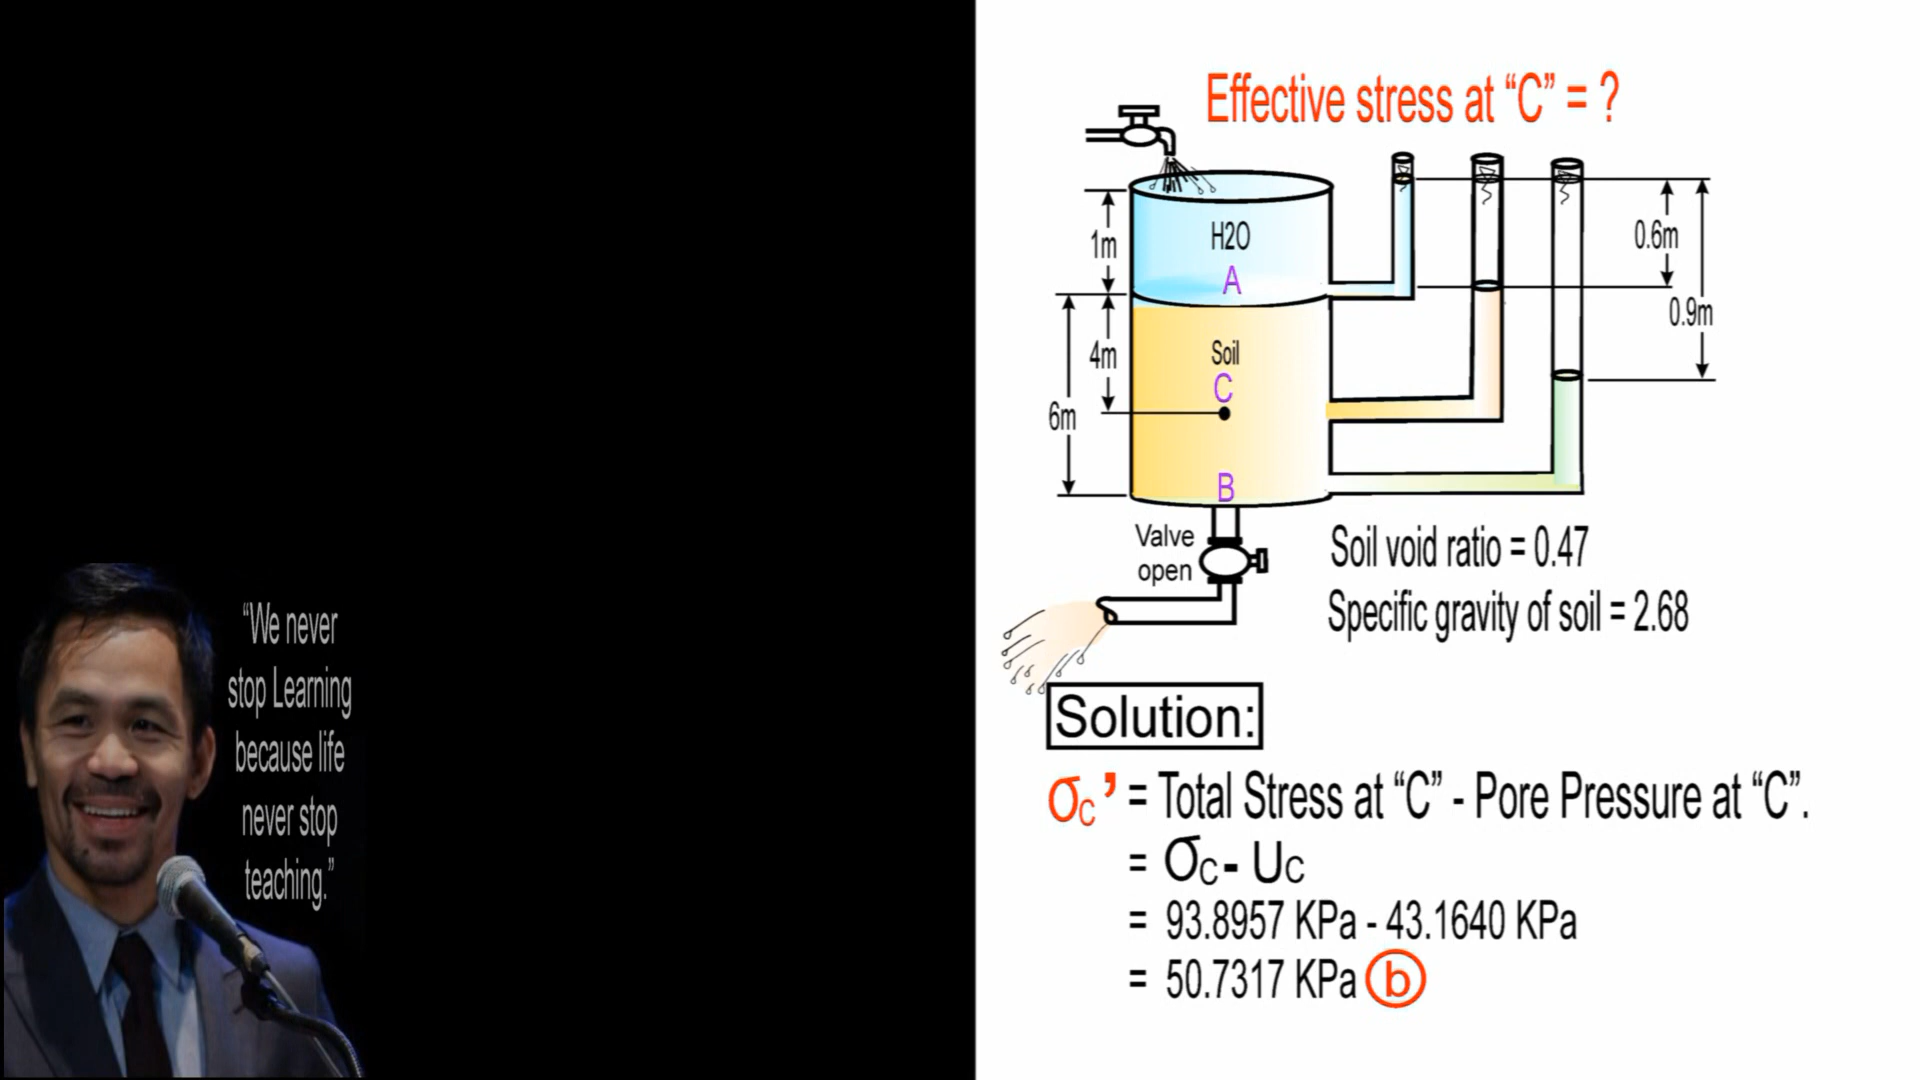 “We never
stop Learning
because life
never stop
teaching.”
Effective stress at “C” = ?
H2O
1m
A
0.6m
0.9m
4m
Soil
C
6m
B
Valve
open
Soil void ratio = 0.47
Specific gravity of soil = 2.68
Solution:
σc’ = Total Stress at “C” - Pore Pressure at “C”.
= σc - Uc
= 93.8957 KPa - 43.1640 KPa
= 50.7317 KPa b